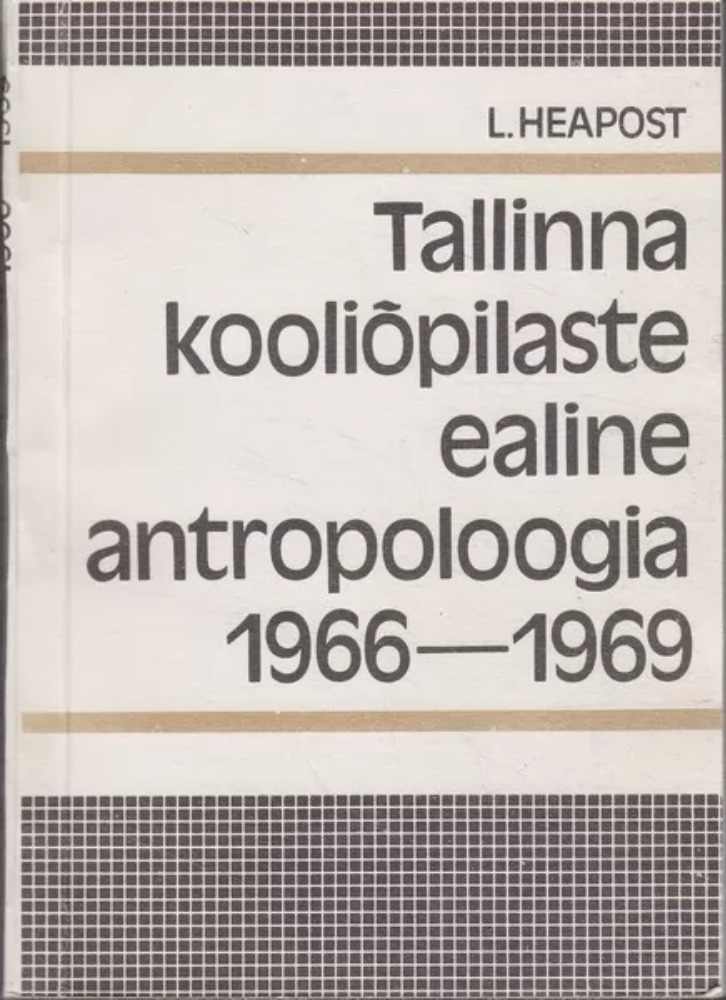 L. HEAPOST
Tallinna
kooliõpilaste
ealine
antropoloogia
1966—1969